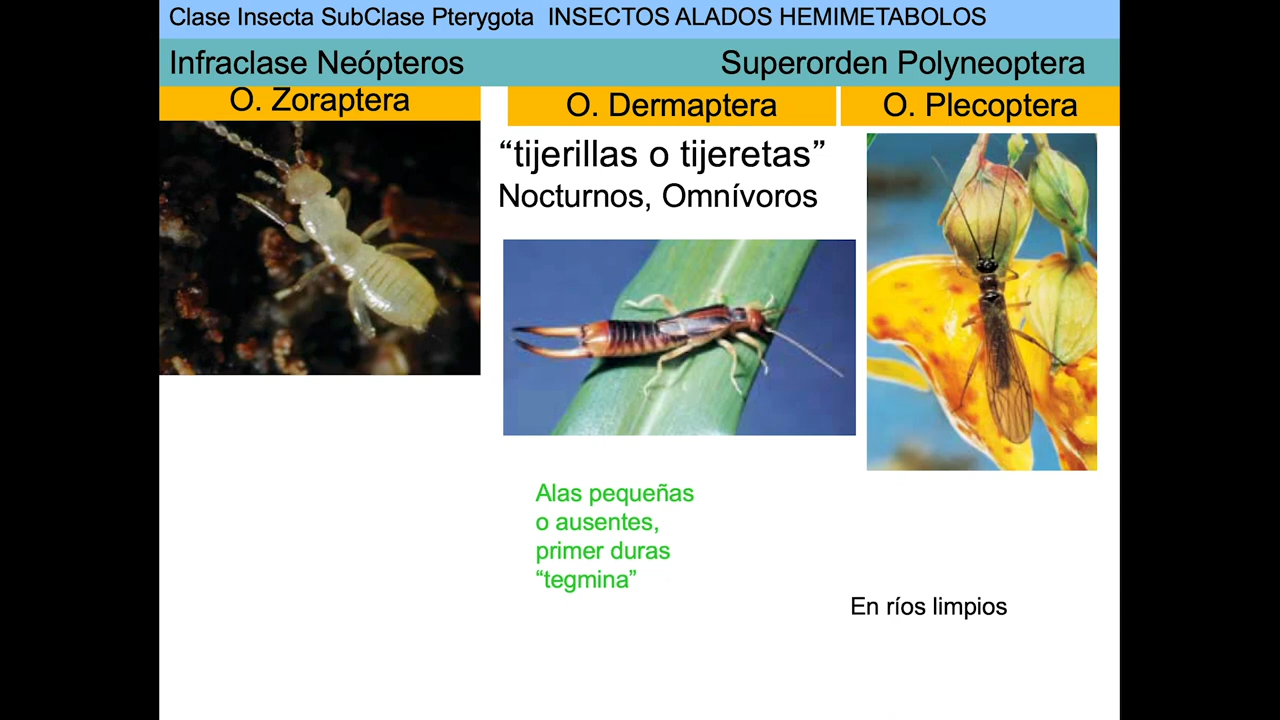 Clase Insecta SubClase Pterygota INSECTOS ALADOS HEMIMETABOLOS
Infraclase Neópteros
Superorden Polyneoptera
O. Zoraptera
O. Dermaptera
O. Plecoptera
“tijerillas o tijeretas”
Nocturnos, Omnívoros
Alas pequeñas
o ausentes,
primer duras
“tegmina”
En ríos limpios